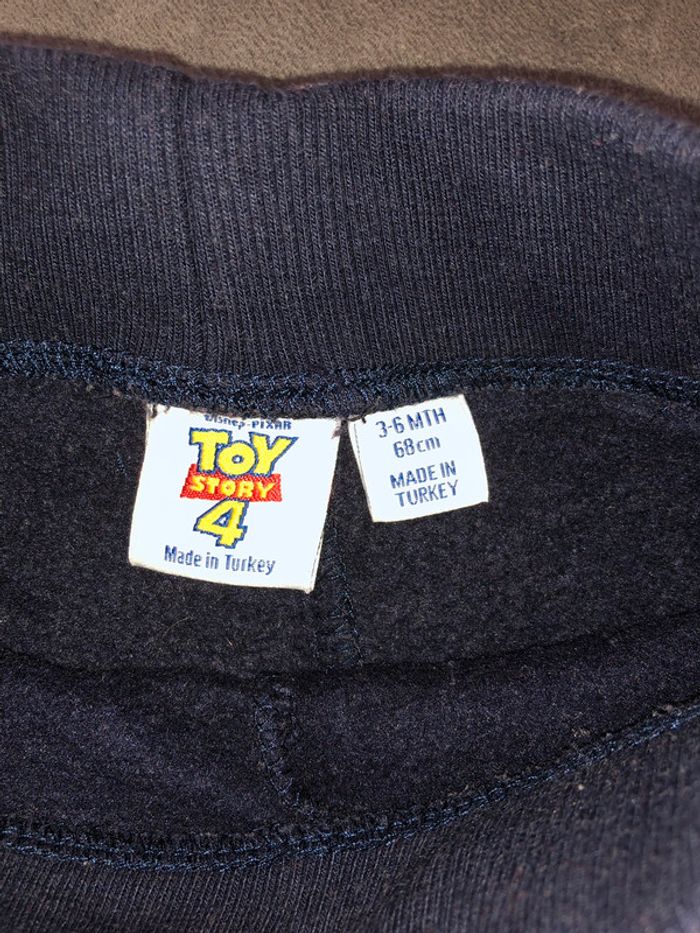 Disney·PIXAR
TOY
STORY
4
Made in Turkey
3-6 MTH
68cm
MADE IN
TURKEY